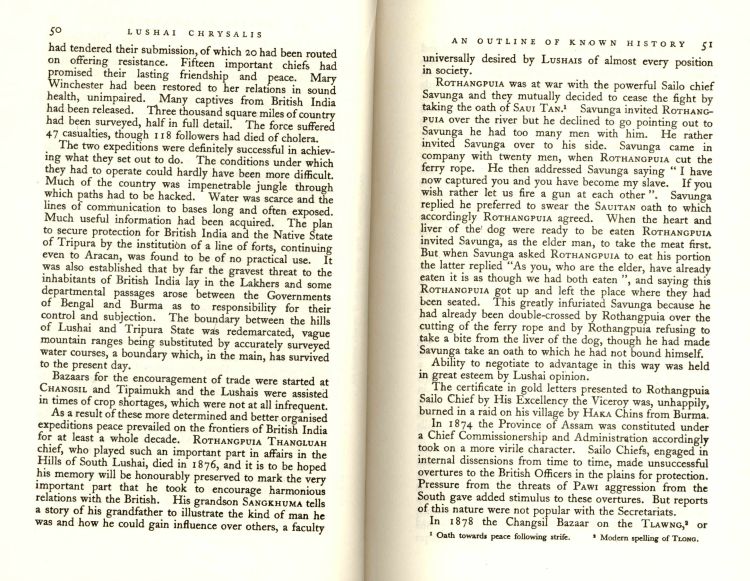 50
LUSHAI CHRYSALIS
had tendered their submission, of which 20 had been routed
on offering resistance. Fifteen important chiefs had
promised their lasting friendship and peace. Mary
Winchester had been restored to her relations in sound
health, unimpaired. Many captives from British India
had been released. Three thousand square miles of country
had been surveyed, half in full detail. The force suffered
47 casualties, though 118 followers had died of cholera.
The two expeditions were definitely successful in achiev-
ing what they set out to do. The conditions under which
they had to operate could hardly have been more difficult.
Much of the country was impenetrable jungle through
which paths had to be hacked. Water was scarce and the
lines of communication to bases long and often exposed.
Much useful information had been acquired. The plan
to secure protection for British India and the Native State
of Tripura by the institution of a line of forts, continuing
even to Aracan, was found to be of no practical use. It
was also established that by far the gravest threat to the
inhabitants of British India lay in the Lakhers and some
departmental passages arose between the Governments
of Bengal and Burma as to responsibility for their
control and subjection. The boundary between the hills
of Lushai and Tripura State was redemarcated, vague
mountain ranges being substituted by accurately surveyed
water courses, a boundary which, in the main, has survived
to the present day.
Bazaars for the encouragement of trade were started at
CHANGSIL and Tipaimukh and the Lushais were assisted
in times of crop shortages, which were not at all infrequent.
As a result of these more determined and better organised
expeditions peace prevailed on the frontiers of British India
for at least a whole decade. ROTHANGPUIA THANGLUAH
chief, who played such an important part in affairs in the
Hills of South Lushai, died in 1876, and it is to be hoped
his memory will be honourably preserved to mark the very
important part that he took to encourage harmonious
relations with the British. His grandson SANGKHUMA tells
a story of his grandfather to illustrate the kind of man he
was and how he could gain influence over others, a faculty
AN OUTLINE OF KNOWN HISTORY 51
universally desired by LUSHAIS of almost every position
in society.
ROTHANGPUIA was at war with the powerful Sailo chief
Savunga and they mutually decided to cease the fight by
taking the oath of SAUI TAN.¹ Savunga invited ROTHANG-
PUIA over the river but he declined to go pointing out to
Savunga he had too many men with him. He rather
invited Savunga over to his side. Savunga came in
company with twenty men, when ROTHANGPUIA cut the
ferry rope. He then addressed Savunga saying " I have
now captured you and you have become my slave. If you
wish rather let us fire a gun at each other ". Savunga
replied he preferred to swear the SAUITAN oath to which
accordingly ROTHANGPUIA agreed. When the heart and
liver of the dog were ready to be eaten ROTHANGPUIA
invited Savunga, as the elder man, to take the meat first.
But when Savunga asked ROTHANGPUIA to eat his portion
the latter replied "As you, who are the elder, have already
eaten it is as though we had both eaten ", and saying this
ROTHANGPUIA got up and left the place where they had
been seated. This greatly infuriated Savunga because he
had already been double-crossed by Rothangpuia over the
cutting of the ferry rope and by Rothangpuia refusing to
take a bite from the liver of the dog, though he had made
Savunga take an oath to which he had not bound himself.
Ability to negotiate to advantage in this way was held
in great esteem by Lushai opinion.
The certificate in gold letters presented to Rothangpuia
Sailo Chief by His Excellency the Viceroy was, unhappily,
burned in a raid on his village by HAKA Chins from Burma.
In 1874 the Province of Assam was constituted under
a Chief Commissionership and Administration accordingly
took on a more virile character. Sailo Chiefs, engaged in
internal dissensions from time to time, made unsuccessful
overtures to the British Officers in the plains for protection.
Pressure from the threats of PAWI aggression from the
South gave added stimulus to these overtures. But reports
of this nature were not popular with the Secretariats.
In 1878 the Changsil Bazaar on the TLAWNG,² or
¹ Oath towards peace following strife. ² Modern spelling of TLONG.